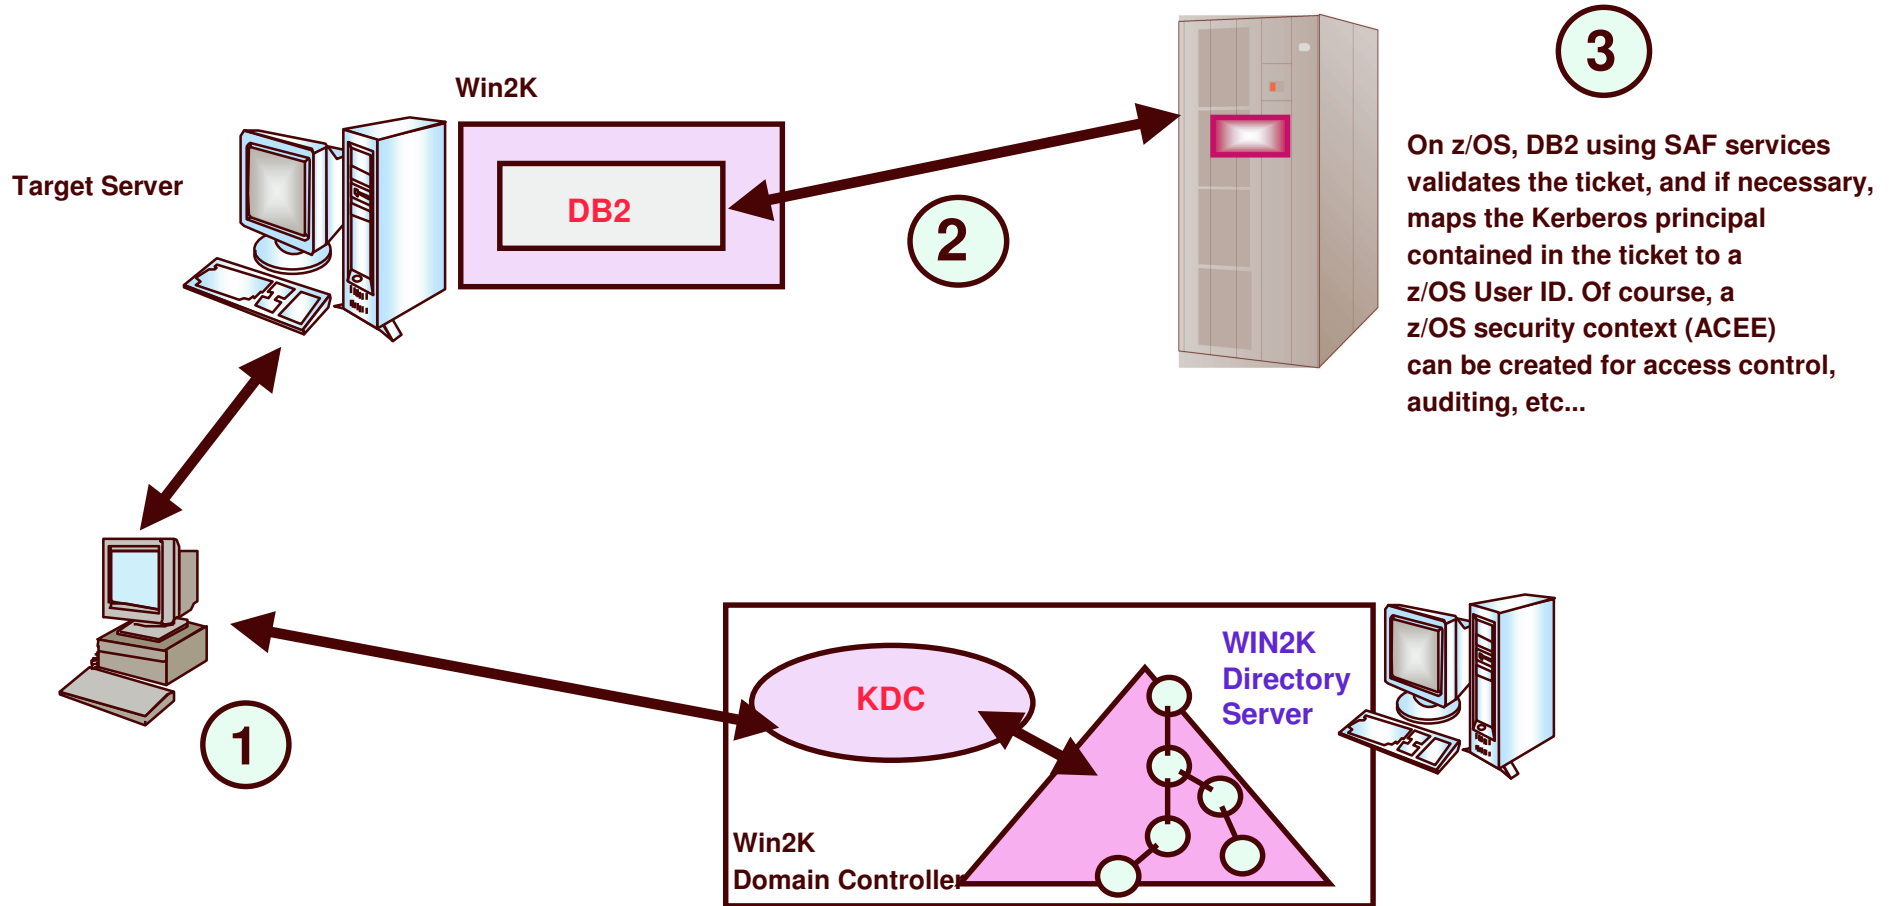 Win2K
Target Server
DB2
2
3
On z/OS, DB2 using SAF services
validates the ticket, and if necessary,
maps the Kerberos principal
contained in the ticket to a
z/OS User ID. Of course, a
z/OS security context (ACEE)
can be created for access control,
auditing, etc...
1
KDC
WIN2K
Directory
Server
Win2K
Domain Controller